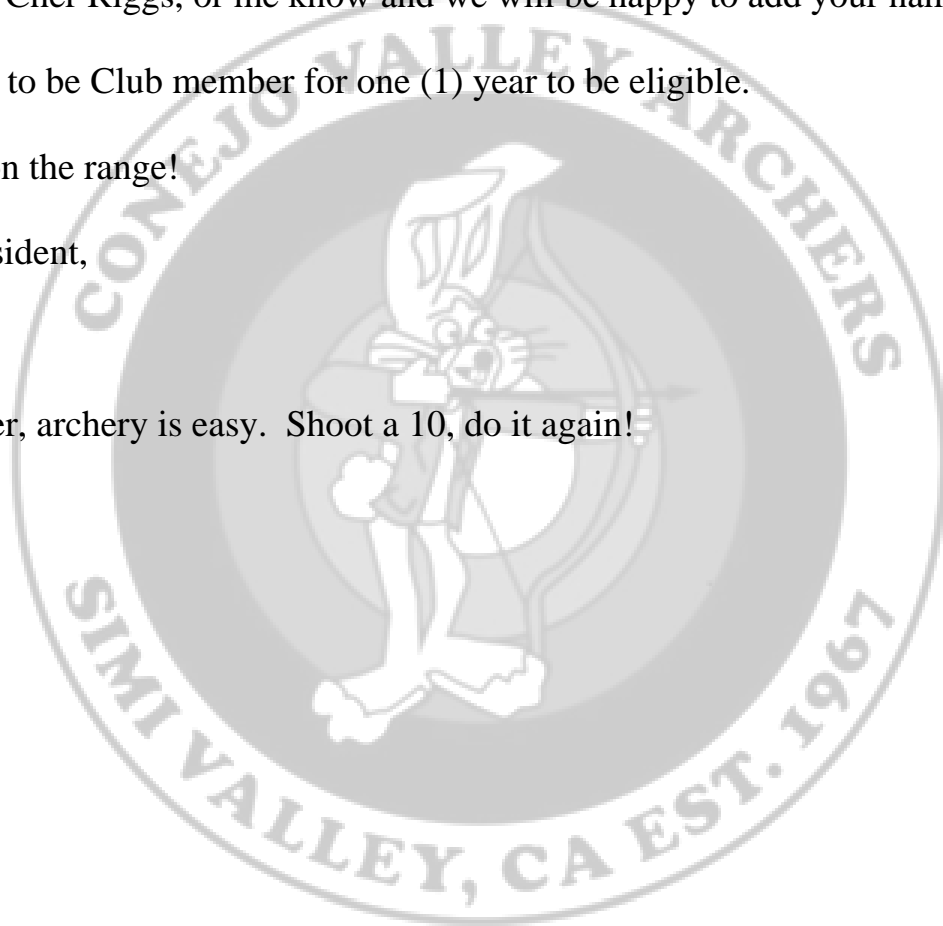 Cher Riggs, or me know and we will be happy to add your
to be Club member for one (1) year to be eligible.
n the range!
sident,
er, archery is easy.  Shoot a 10, do it again!
CONEJO VALLEY ARCHERS
SIMI VALLEY, CA EST. 1967